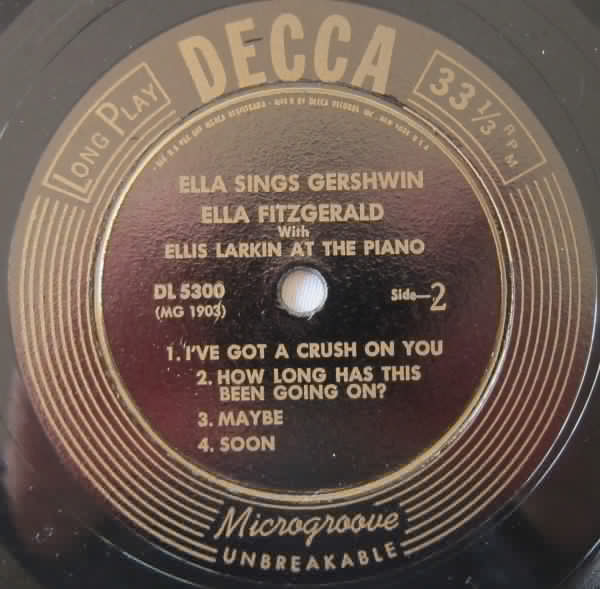 DECCA
LONG PLAY
33 1/3 RPM
ELLA SINGS GERSHWIN
ELLA FITZGERALD
With
ELLIS LARKIN AT THE PIANO
DL 5300
(MG 1903)
Side—2
1. I'VE GOT A CRUSH ON YOU
2. HOW LONG HAS THIS
BEEN GOING ON?
3. MAYBE
4. SOON
Microgroove
UNBREAKABLE